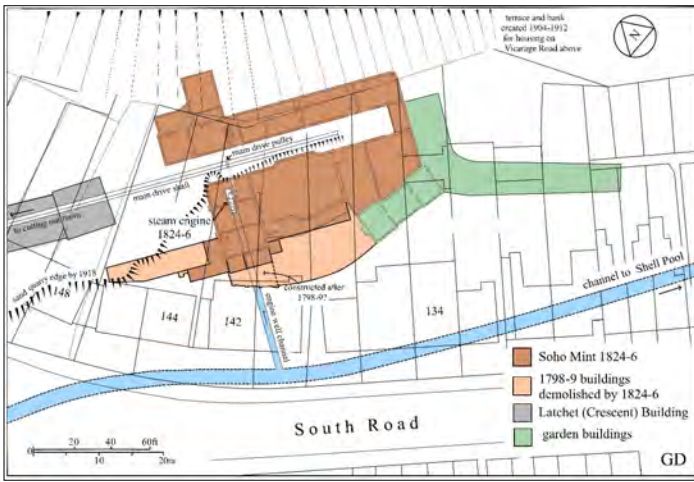 terrace and bank
created 1904-1912
for housing on
Vicarage Road above
N
main drive pulley
main drive shaft
to cutting out room
steam engine
1824-6
sand quarry edge by 1918
148
144
142
134
constructed after
1798-9?
engine well channel
channel to Shell Pool
Soho Mint 1824-6
1798-9 buildings
demolished by 1824-6
Latchet (Crescent) Building
garden buildings
South Road
0 20 40 60ft
0 10 20m
GD